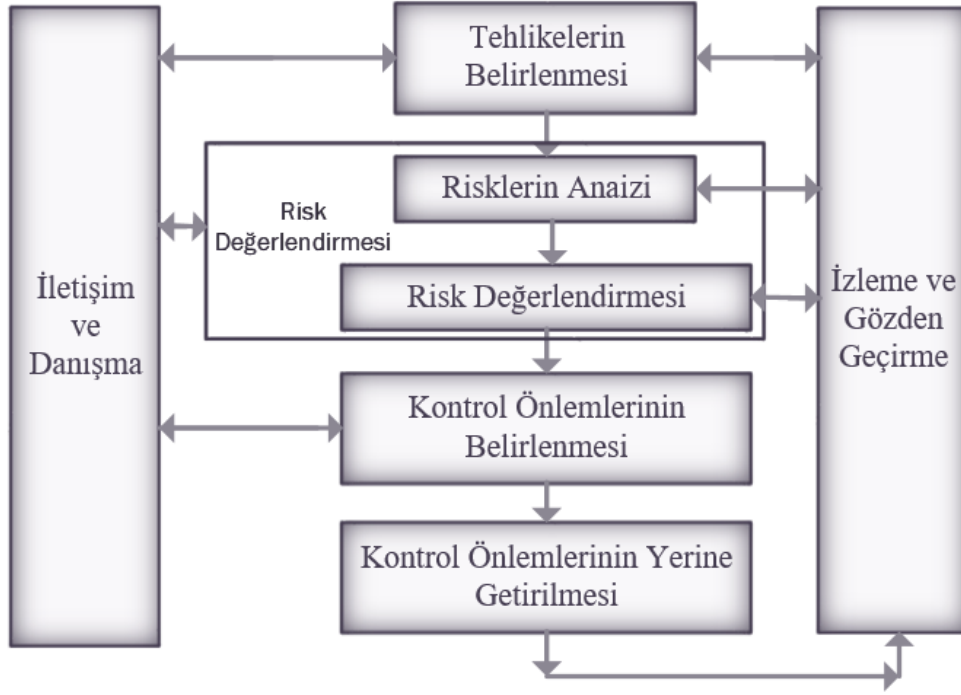 Tehlikelerin
Belirlenmesi
Risklerin Anaizi
Risk
Değerlendirmesi
Risk Değerlendirmesi
İletişim
ve
Danışma
İzleme ve
Gözden
Geçirme
Kontrol Önlemlerinin
Belirlenmesi
Kontrol Önlemlerinin Yerine
Getirilmesi